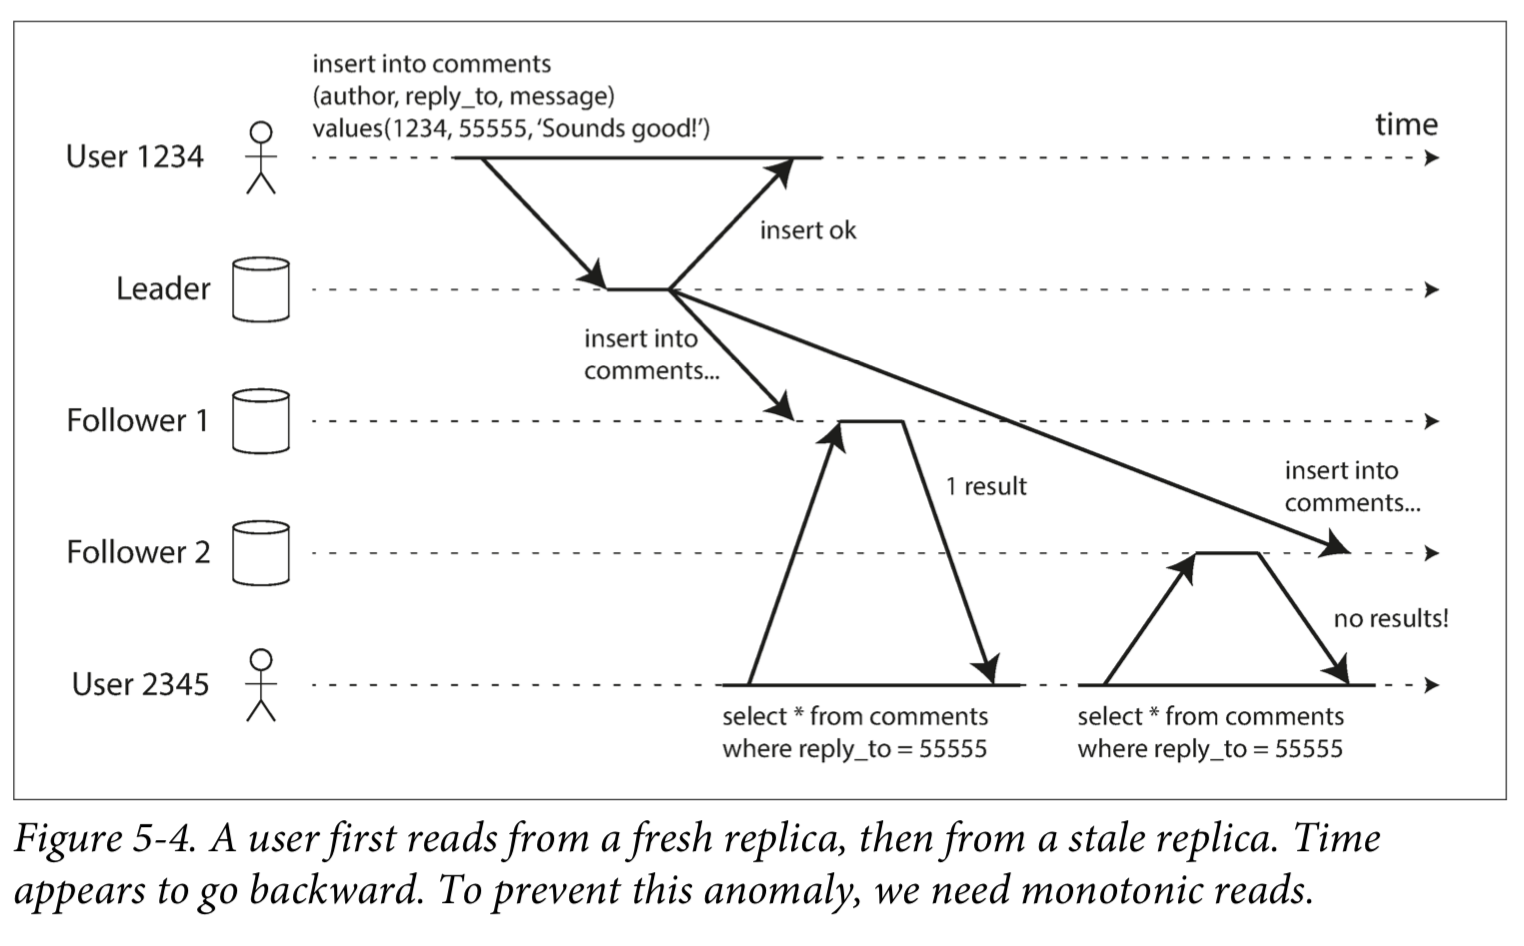 insert into comments
(author, reply_to, message)
values(1234, 55555, ‘Sounds good!’)
time
User 1234
insert ok
Leader
insert into
comments...
Follower 1
insert into
comments...
1 result
Follower 2
no results!
User 2345
select * from comments
where reply_to = 55555
select * from comments
where reply_to = 55555
Figure 5-4. A user first reads from a fresh replica, then from a stale replica. Time
appears to go backward. To prevent this anomaly, we need monotonic reads.